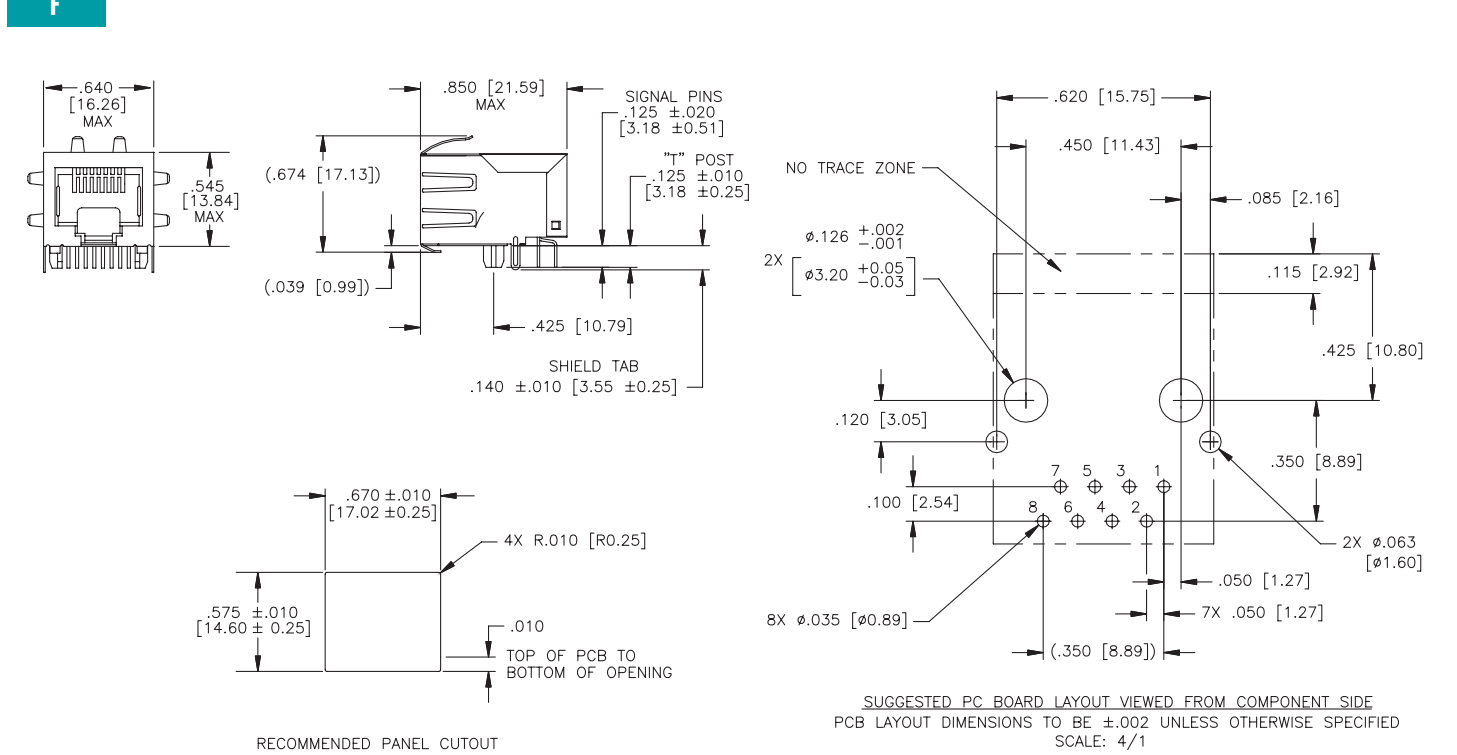 F
.640
[16.26]
MAX
.545
[13.84]
MAX
.850 [21.59]
MAX
SIGNAL PINS
.125 ±.020
[3.18 ±0.51]
"T" POST
.125 ±.010
[3.18 ±0.25]
(.674 [17.13])
(.039 [0.99])
.425 [10.79]
SHIELD TAB
.140 ±.010 [3.55 ±0.25]
.670 ±.010
[17.02 ±0.25]
4X R.010 [R0.25]
.575 ±.010
[14.60 ± 0.25]
.010
TOP OF PCB TO
BOTTOM OF OPENING
RECOMMENDED PANEL CUTOUT
.620 [15.75]
.450 [11.43]
NO TRACE ZONE
.085 [2.16]
ø.126 +.002
-.001
2X [ø3.20 +0.05
-0.03]
.115 [2.92]
.425 [10.80]
.120 [3.05]
.350 [8.89]
7 5 3 1
.100 [2.54]
8 6 4 2
2X ø.063
[ø1.60]
.050 [1.27]
8X ø.035 [ø0.89]
7X .050 [1.27]
(.350 [8.89])
SUGGESTED PC BOARD LAYOUT VIEWED FROM COMPONENT SIDE
PCB LAYOUT DIMENSIONS TO BE ±.002 UNLESS OTHERWISE SPECIFIED
SCALE: 4/1